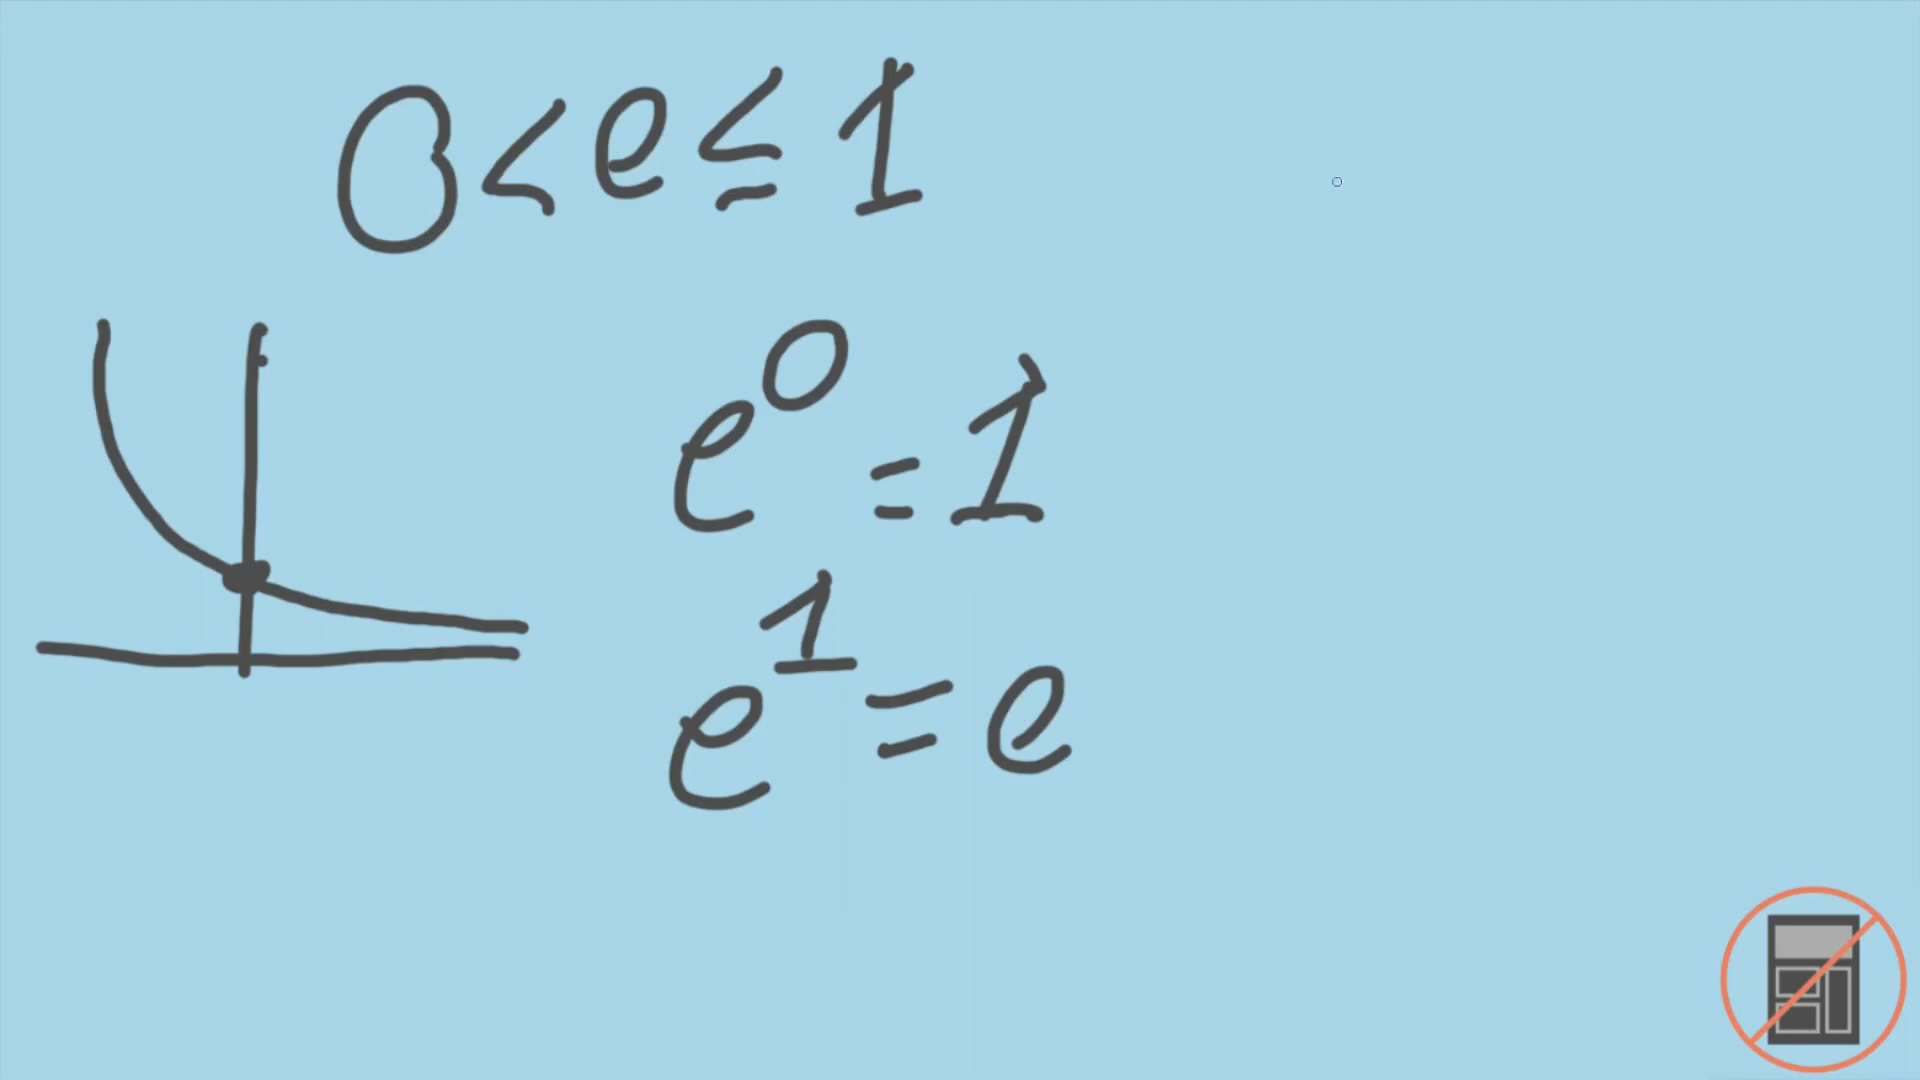 0 < e ≤ 1
e⁰ = 1
e¹ = e